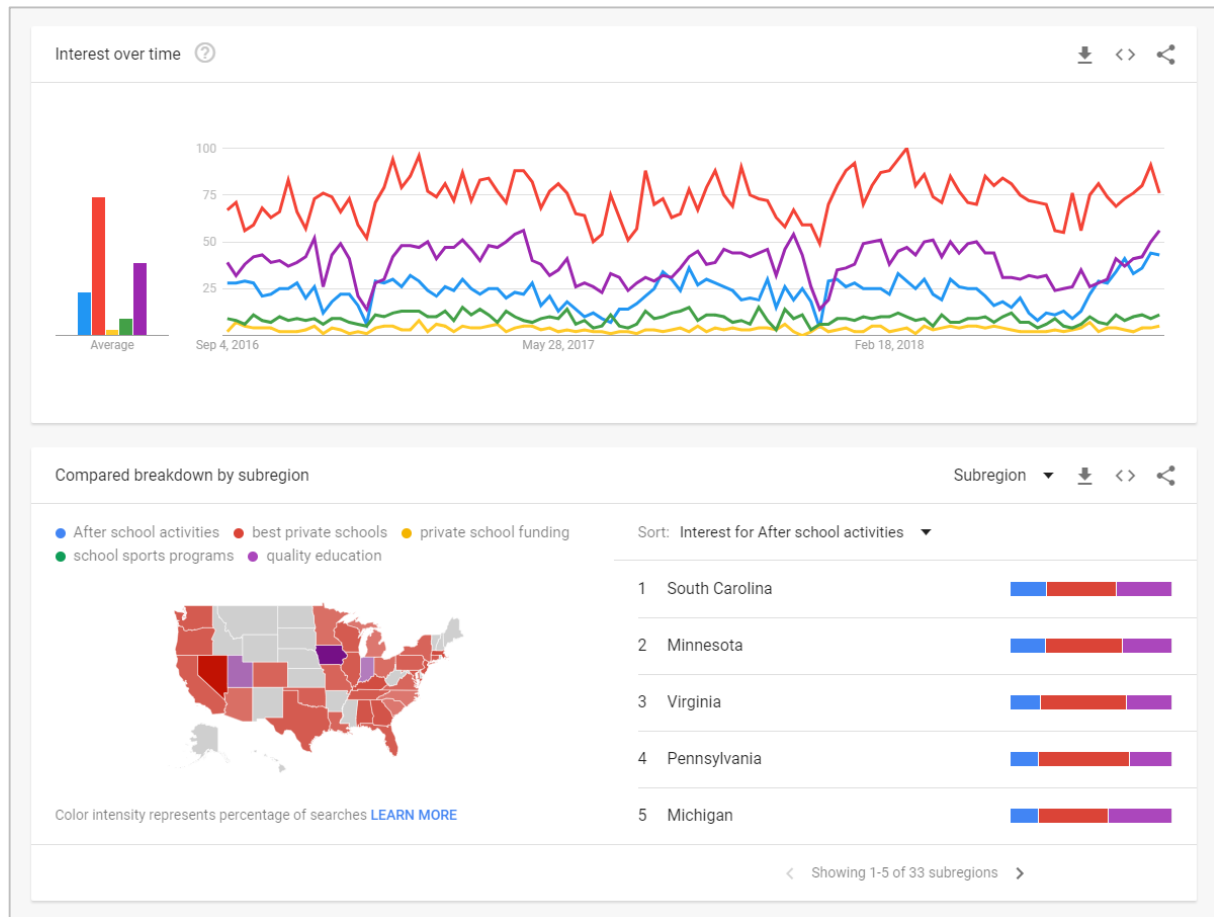 Interest over time ?
100
75
50
25
Average Sep 4, 2016 May 28, 2017 Feb 18, 2018
Compared breakdown by subregion
Subregion
After school activities best private schools private school funding
school sports programs quality education
Color intensity represents percentage of searches LEARN MORE
Sort: Interest for After school activities
1 South Carolina
2 Minnesota
3 Virginia
4 Pennsylvania
5 Michigan
Showing 1-5 of 33 subregions